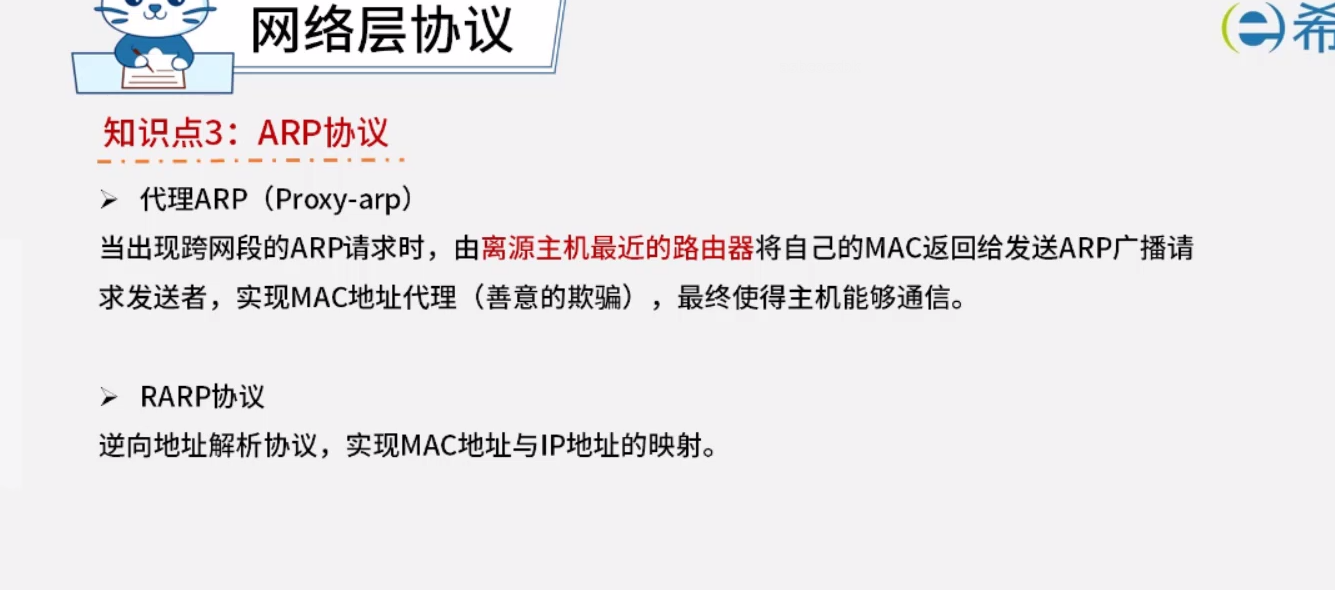 网络层协议
希
知识点3：ARP协议
➢ 代理ARP（Proxy-arp）
当出现跨网段的ARP请求时，由离源主机最近的路由器将自己的MAC返回给发送ARP广播请
求发送者，实现MAC地址代理（善意的欺骗），最终使得主机能够通信。
➢ RARP协议
逆向地址解析协议，实现MAC地址与IP地址的映射。